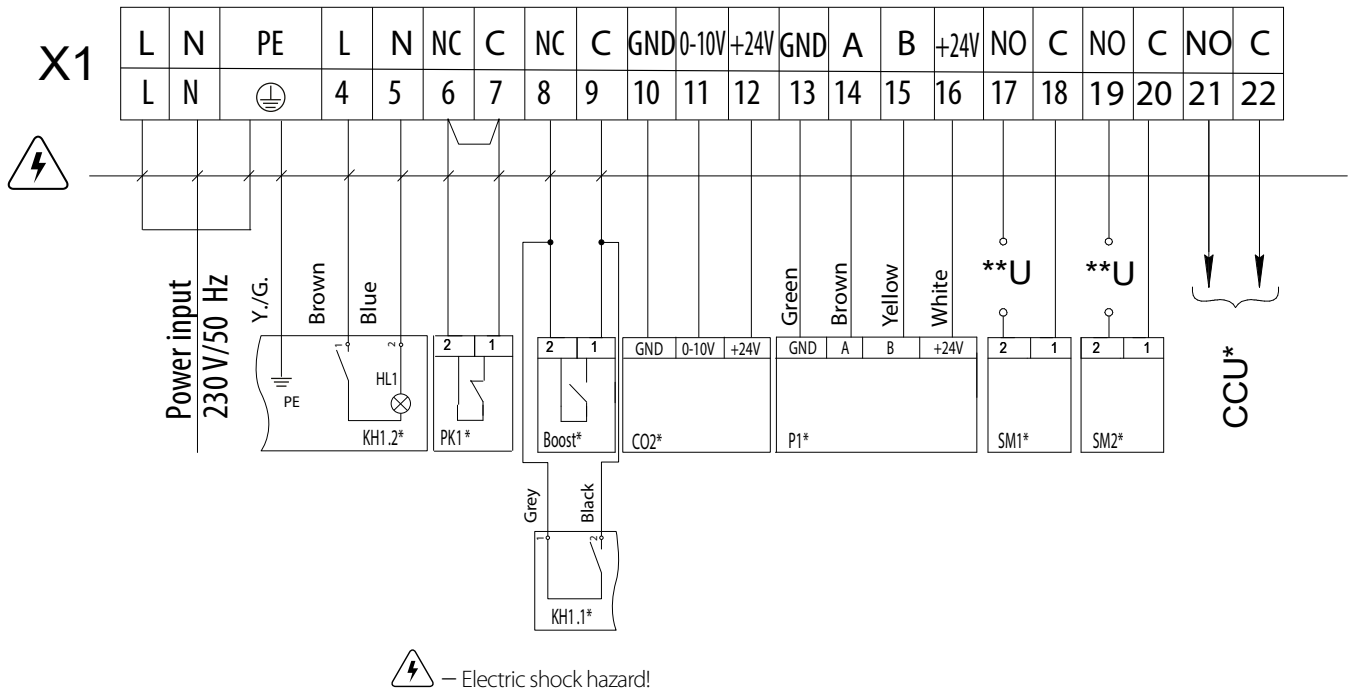 X1
L N PE L N NC C NC C GND 0-10V +24V GND A B +24V NO C NO C NO C
L N 4 5 6 7 8 9 10 11 12 13 14 15 16 17 18 19 20 21 22
Power input
230 V/50 Hz
Y./G.
Brown
Blue
Green
Brown
Yellow
White
**U
**U
CCU*
1 2
HL1
PE
KH1.2*
2 1
PK1*
2 1
Boost*
GND 0-10V +24V
CO2*
GND A B +24V
P1*
2 1
SM1*
2 1
SM2*
Grey
Black
1 2
KH1.1*
– Electric shock hazard!